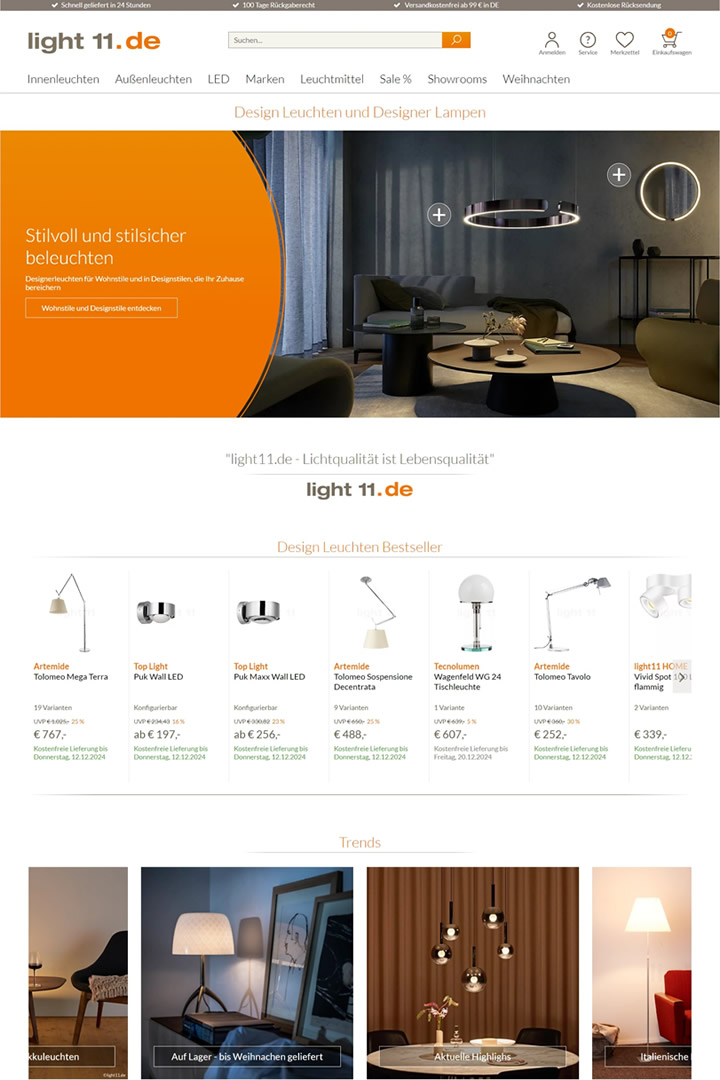 Schnell geliefert in 24 Stunden
100 Tage Rückgaberecht
Versandkostenfrei ab 99 € in DE
Kostenlose Rücksendung
light 11.de
Suchen...
0
Anmelden
Service
Merkzettel
Einkaufswagen
Innenleuchten
Außenleuchten
LED
Marken
Leuchtmittel
Sale %
Showrooms
Weihnachten
Design Leuchten und Designer Lampen
Stilvoll und stilsicher
beleuchten
Designerleuchten für Wohnstile und in Designstilen, die Ihr Zuhause
bereichern
Wohnstile und Designstile entdecken
"light11.de - Lichtqualität ist Lebensqualität"
light 11.de
Design Leuchten Bestseller
Artemide
Tolomeo Mega Terra
19 Varianten
UVP € 1.025,- 25 %
€ 767,-
Kostenfreie Lieferung bis
Donnerstag, 12.12.2024
Top Light
Puk Wall LED
Konfigurierbar
UVP € 234,43 16 %
ab € 197,-
Kostenfreie Lieferung bis
Donnerstag, 12.12.2024
Top Light
Puk Maxx Wall LED
Konfigurierbar
UVP € 330,82 23 %
ab € 256,-
Kostenfreie Lieferung bis
Donnerstag, 12.12.2024
Artemide
Tolomeo Sospensione
Decentrata
9 Varianten
UVP € 650,- 25 %
€ 488,-
Kostenfreie Lieferung bis
Donnerstag, 12.12.2024
Tecnolumen
Wagenfeld WG 24
Tischleuchte
1 Variante
UVP € 639,- 5 %
€ 607,-
Kostenfreie Lieferung bis
Freitag, 20.12.2024
Artemide
Tolomeo Tavolo
10 Varianten
UVP € 360,- 30 %
€ 252,-
Kostenfreie Lieferung bis
Donnerstag, 12.12.2024
light11 HOME
Vivid Spot
flammig
2 Varianten
€ 339,-
Kostenfreie Lieferun
Donnerstag, 12.12.
Trends
kkuleuchten
©light11.de
Auf Lager - bis Weihnachen geliefert
Aktuelle Highlighs
Italienische